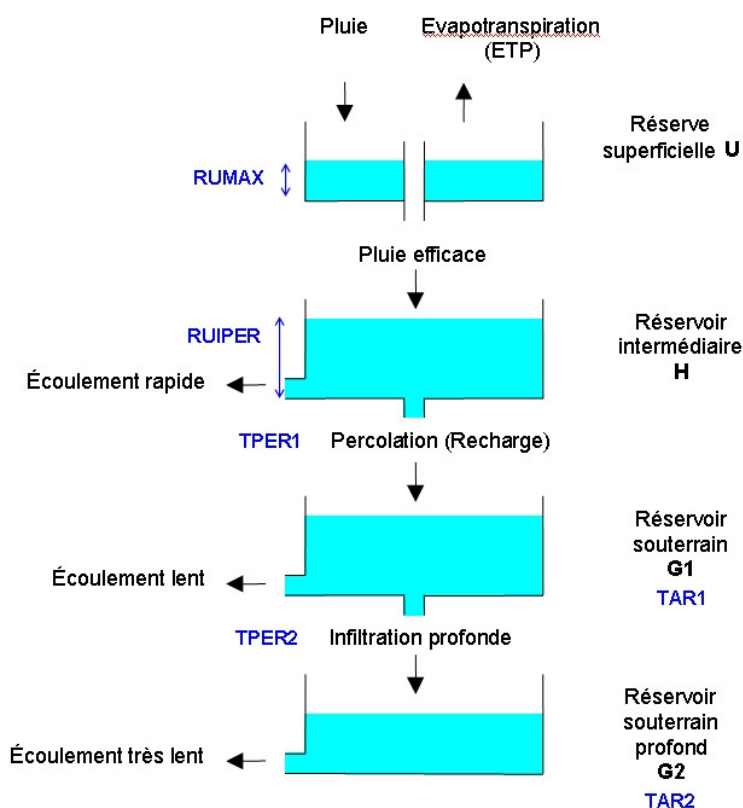 Pluie
Evapotranspiration
(ETP)
RUMAX
Réserve
superficielle U
Pluie efficace
RUIPER
Réservoir
intermédiaire
H
Écoulement rapide
TPER1
Percolation (Recharge)
Réservoir
souterrain
G1
TAR1
Écoulement lent
TPER2
Infiltration profonde
Réservoir
souterrain
profond
G2
TAR2
Écoulement très lent